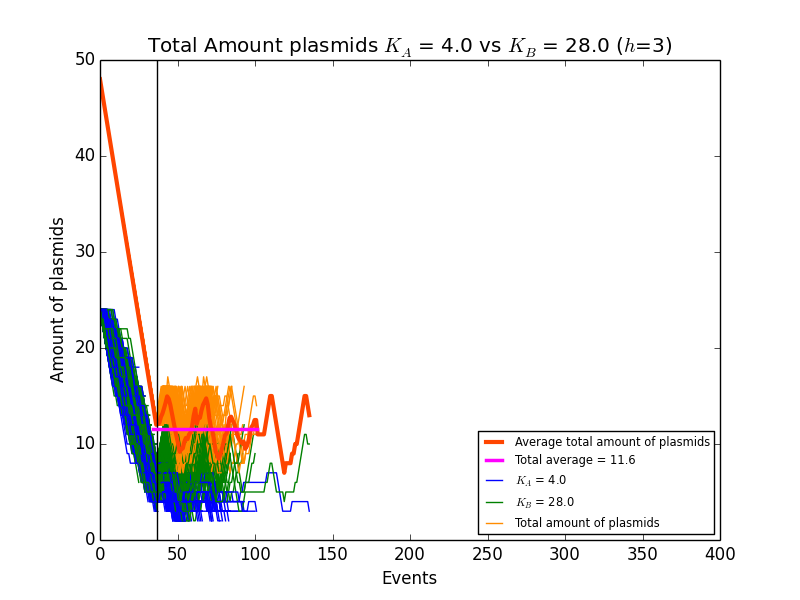 Total Amount plasmids K_A = 4.0 vs K_B = 28.0 (h=3)
50
40
30
20
10
0
Amount of plasmids
0 50 100 150 200 250 300 350 400
Events
Average total amount of plasmids
Total average = 11.6
K_A = 4.0
K_B = 28.0
Total amount of plasmids